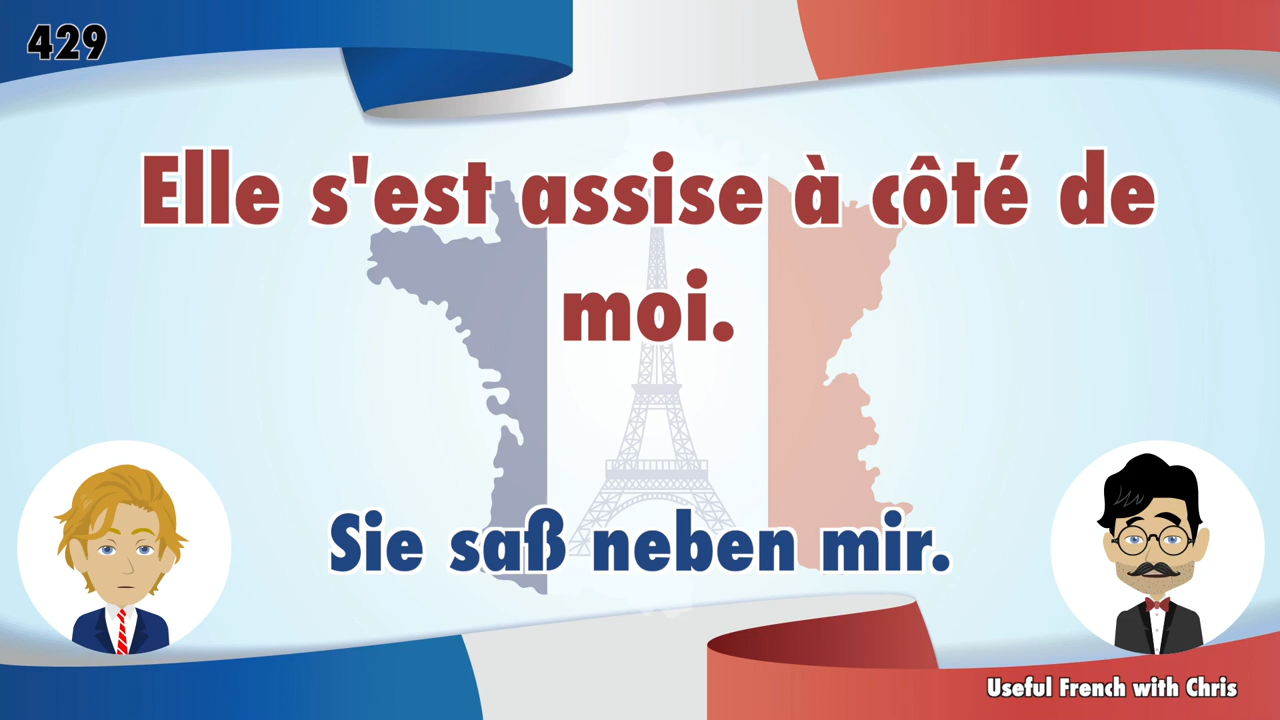 429
Elle s'est assise à côté de
moi.
Sie saß neben mir.
Useful French with Chris